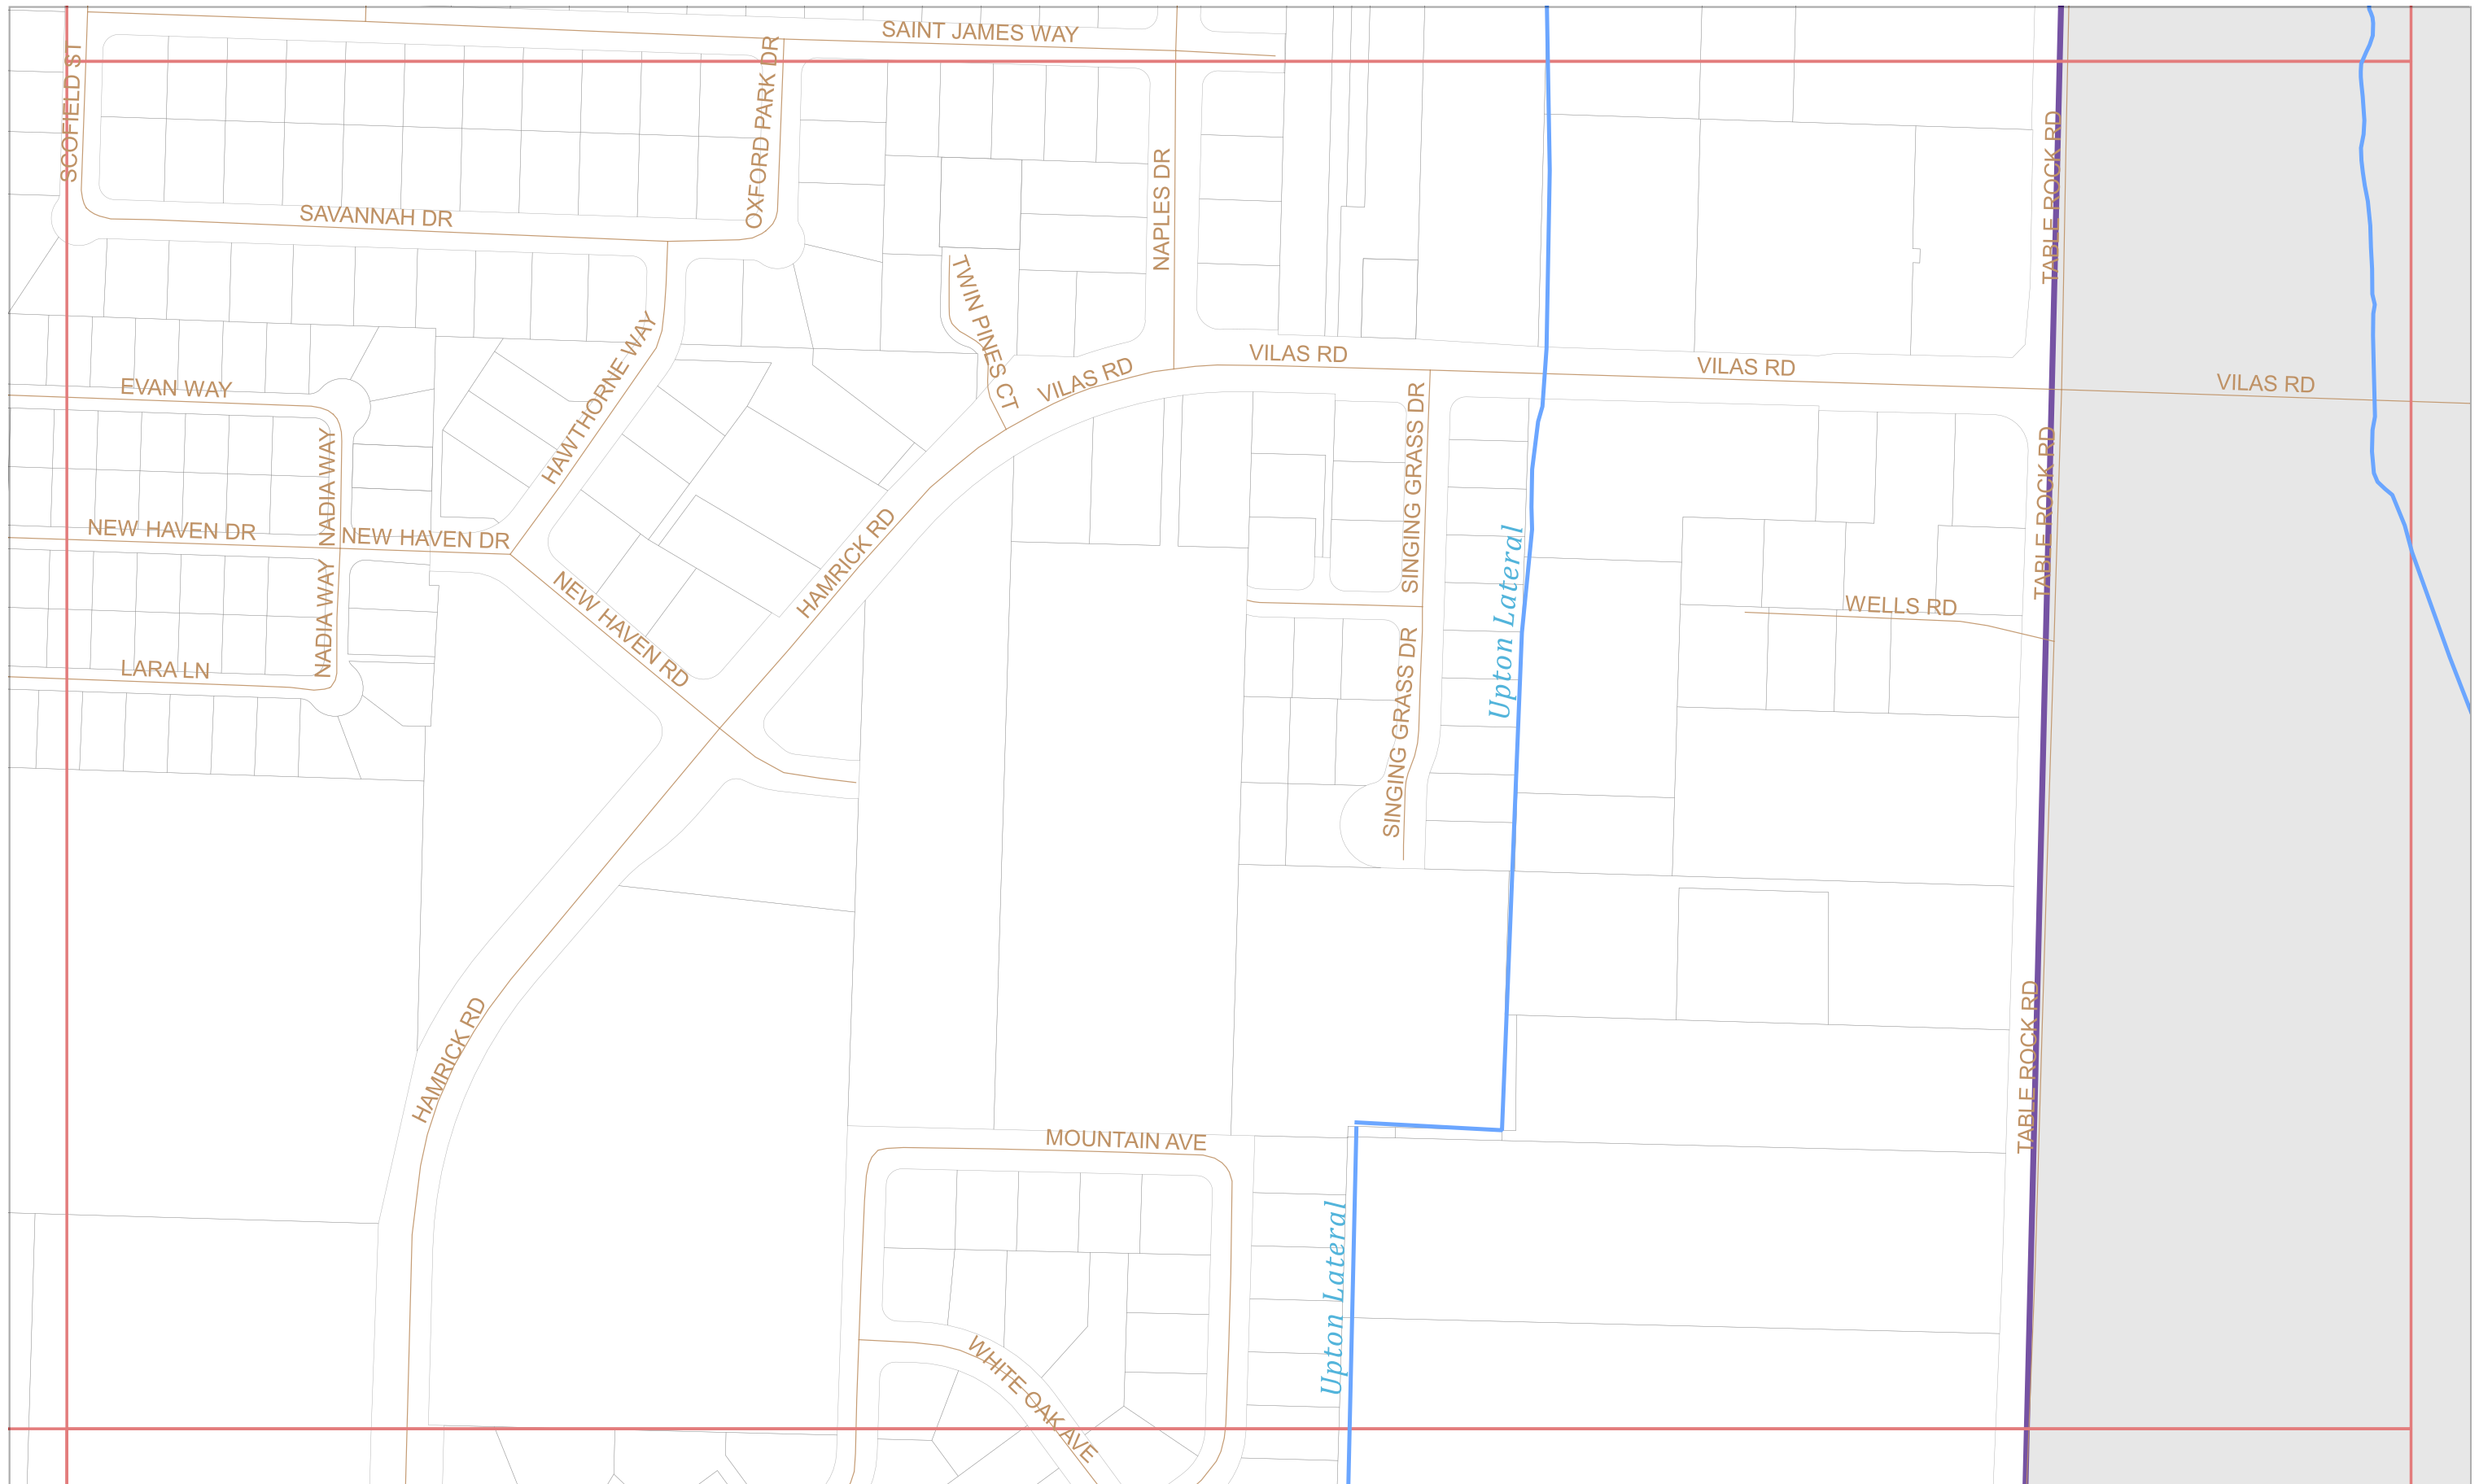 SAINT JAMES WAY
SCOFIELD ST
OXFORD PARK DR
SAVANNAH DR
NAPLES DR
TABLE ROCK RD
TWIN PINES CT
HAWTHORNE WAY
VILAS RD
VILAS RD
VILAS RD
VILAS RD
EVAN WAY
NADIA WAY
SINGING GRASS DR
TABLE ROCK RD
NEW HAVEN DR
NEW HAVEN DR
HAMRICK RD
Upton Lateral
NEW HAVEN RD
WELLS RD
NADIA WAY
LARA LN
SINGING GRASS DR
SINGING GRASS DR
HAMRICK RD
TABLE ROCK RD
MOUNTAIN AVE
Upton Lateral
WHITE OAK AVE